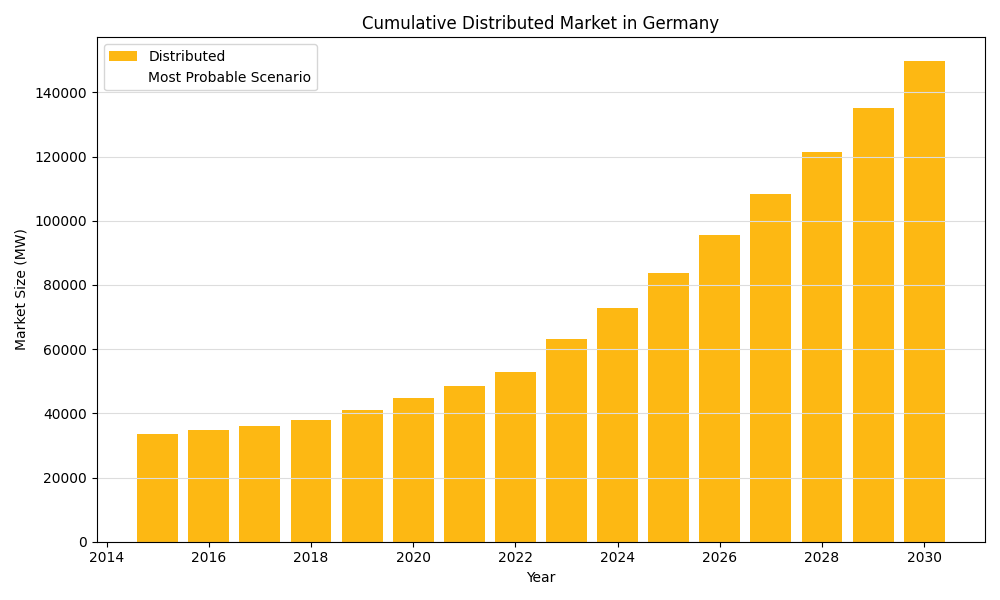 Cumulative Distributed Market in Germany
Distributed
Most Probable Scenario
Market Size (MW)
140000
120000
100000
80000
60000
40000
20000
0
2014 2016 2018 2020 2022 2024 2026 2028 2030
Year